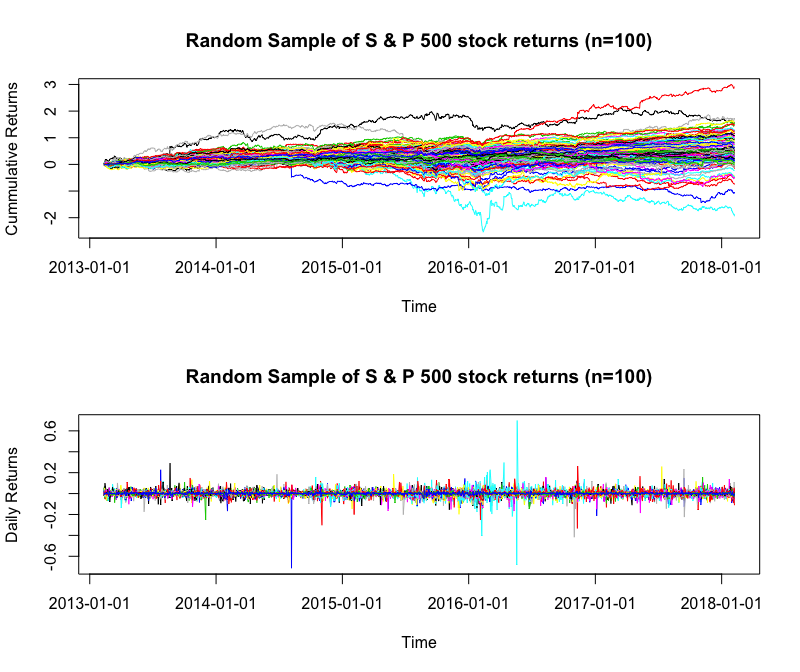 Random Sample of S & P 500 stock returns (n=100)
Cummulative Returns
3
2
1
0
-2
2013-01-01 2014-01-01 2015-01-01 2016-01-01 2017-01-01 2018-01-01
Time
Random Sample of S & P 500 stock returns (n=100)
Daily Returns
0.6
0.2
-0.2
-0.6
2013-01-01 2014-01-01 2015-01-01 2016-01-01 2017-01-01 2018-01-01
Time